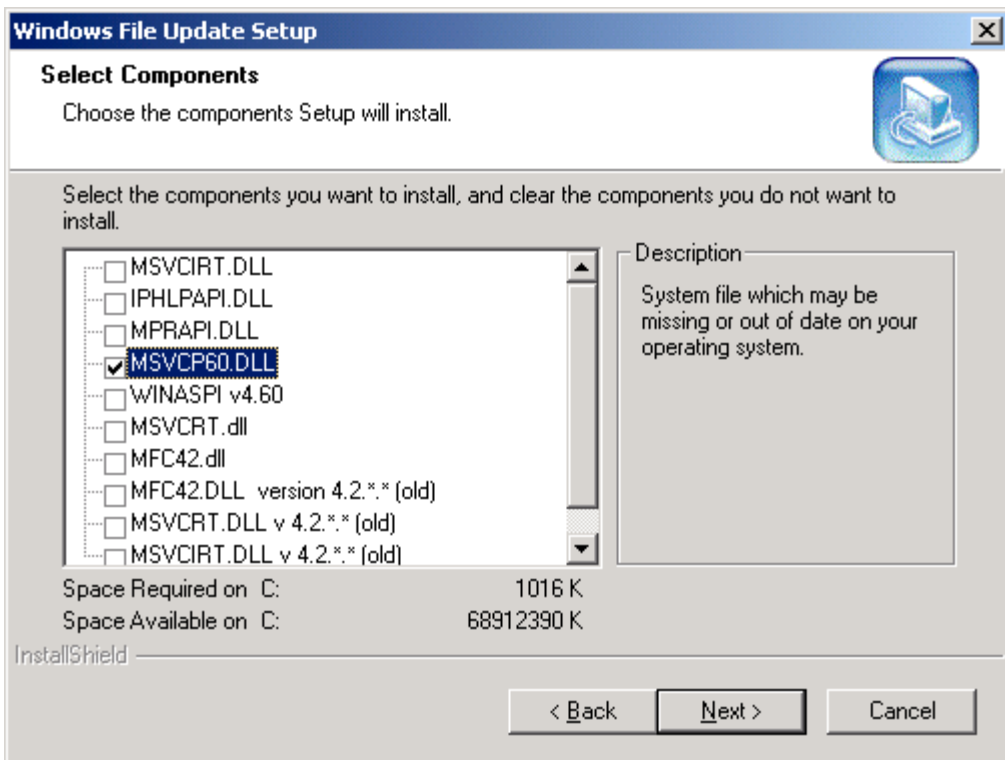 Windows File Update Setup
Select Components
Choose the components Setup will install.
Select the components you want to install, and clear the components you do not want to
install.
MSVCIRT.DLL
IPHLPAPI.DLL
MPRAPI.DLL
MSVCP60.DLL
WINASPI v4.60
MSVCRT.dll
MFC42.dll
MFC42.DLL  version 4.2.*.* (old)
MSVCRT.DLL v 4.2.*.* (old)
MSVCIRT.DLL v 4.2.*.* (old)
Description
System file which may be
missing or out of date on your
operating system.
Space Required on  C: 1016 K
Space Available on  C: 68912390 K
InstallShield
< Back Next > Cancel